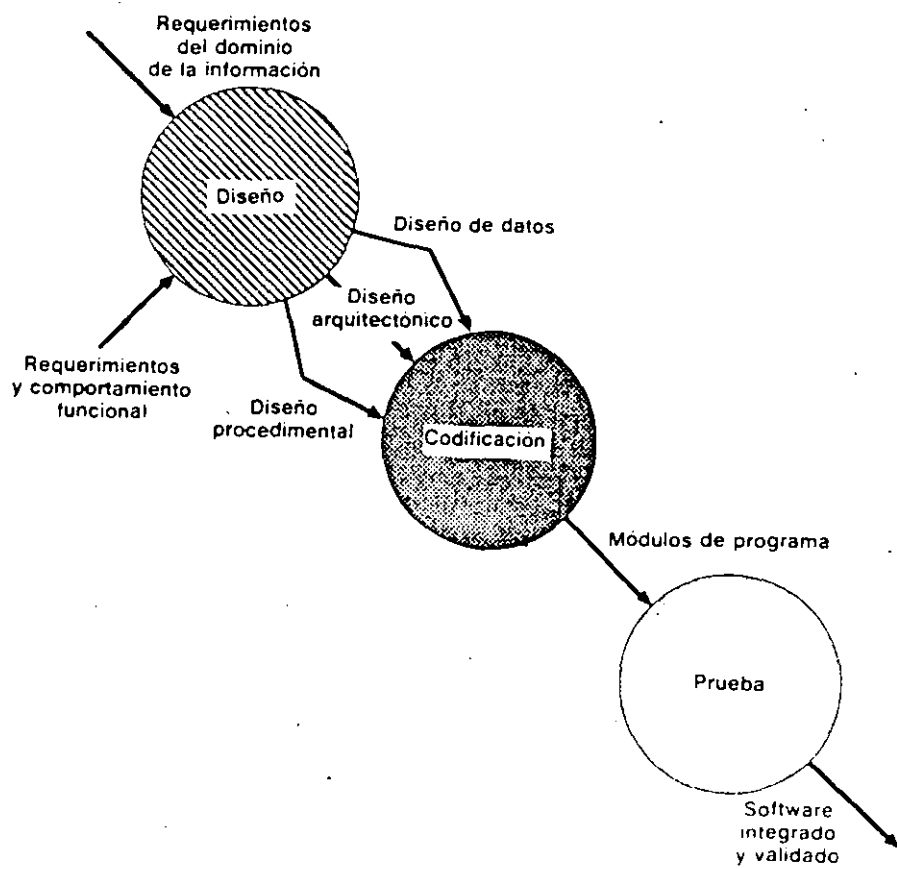 Requerimientos
del dominio
de la información
Diseño
Diseño de datos
Diseño
arquitectónico
Requerimientos
y comportamiento
funcional
Diseño
procedimental
Codificación
Módulos de programa
Prueba
Software
integrado
y validado